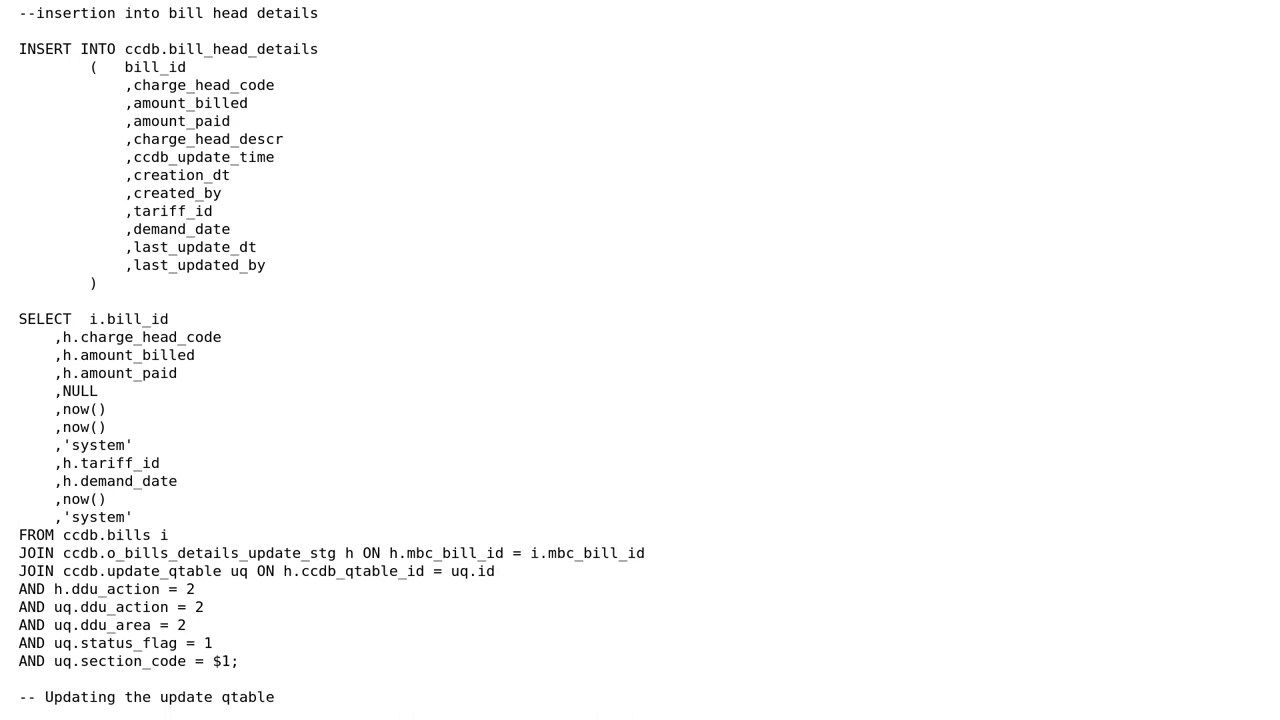 --insertion into bill head details
INSERT INTO ccdb.bill_head_details
( bill_id
,charge_head_code
,amount_billed
,amount_paid
,charge_head_descr
,ccdb_update_time
,creation_dt
,created_by
,tariff_id
,demand_date
,last_update_dt
,last_updated_by
)
SELECT i.bill_id
,h.charge_head_code
,h.amount_billed
,h.amount_paid
,NULL
,now()
,now()
,'system'
,h.tariff_id
,h.demand_date
,now()
,'system'
FROM ccdb.bills i
JOIN ccdb.o_bills_details_update_stg h ON h.mbc_bill_id = i.mbc_bill_id
JOIN ccdb.update_qtable uq ON h.ccdb_qtable_id = uq.id
AND h.ddu_action = 2
AND uq.ddu_action = 2
AND uq.ddu_area = 2
AND uq.status_flag = 1
AND uq.section_code = $1;
-- Updating the update qtable